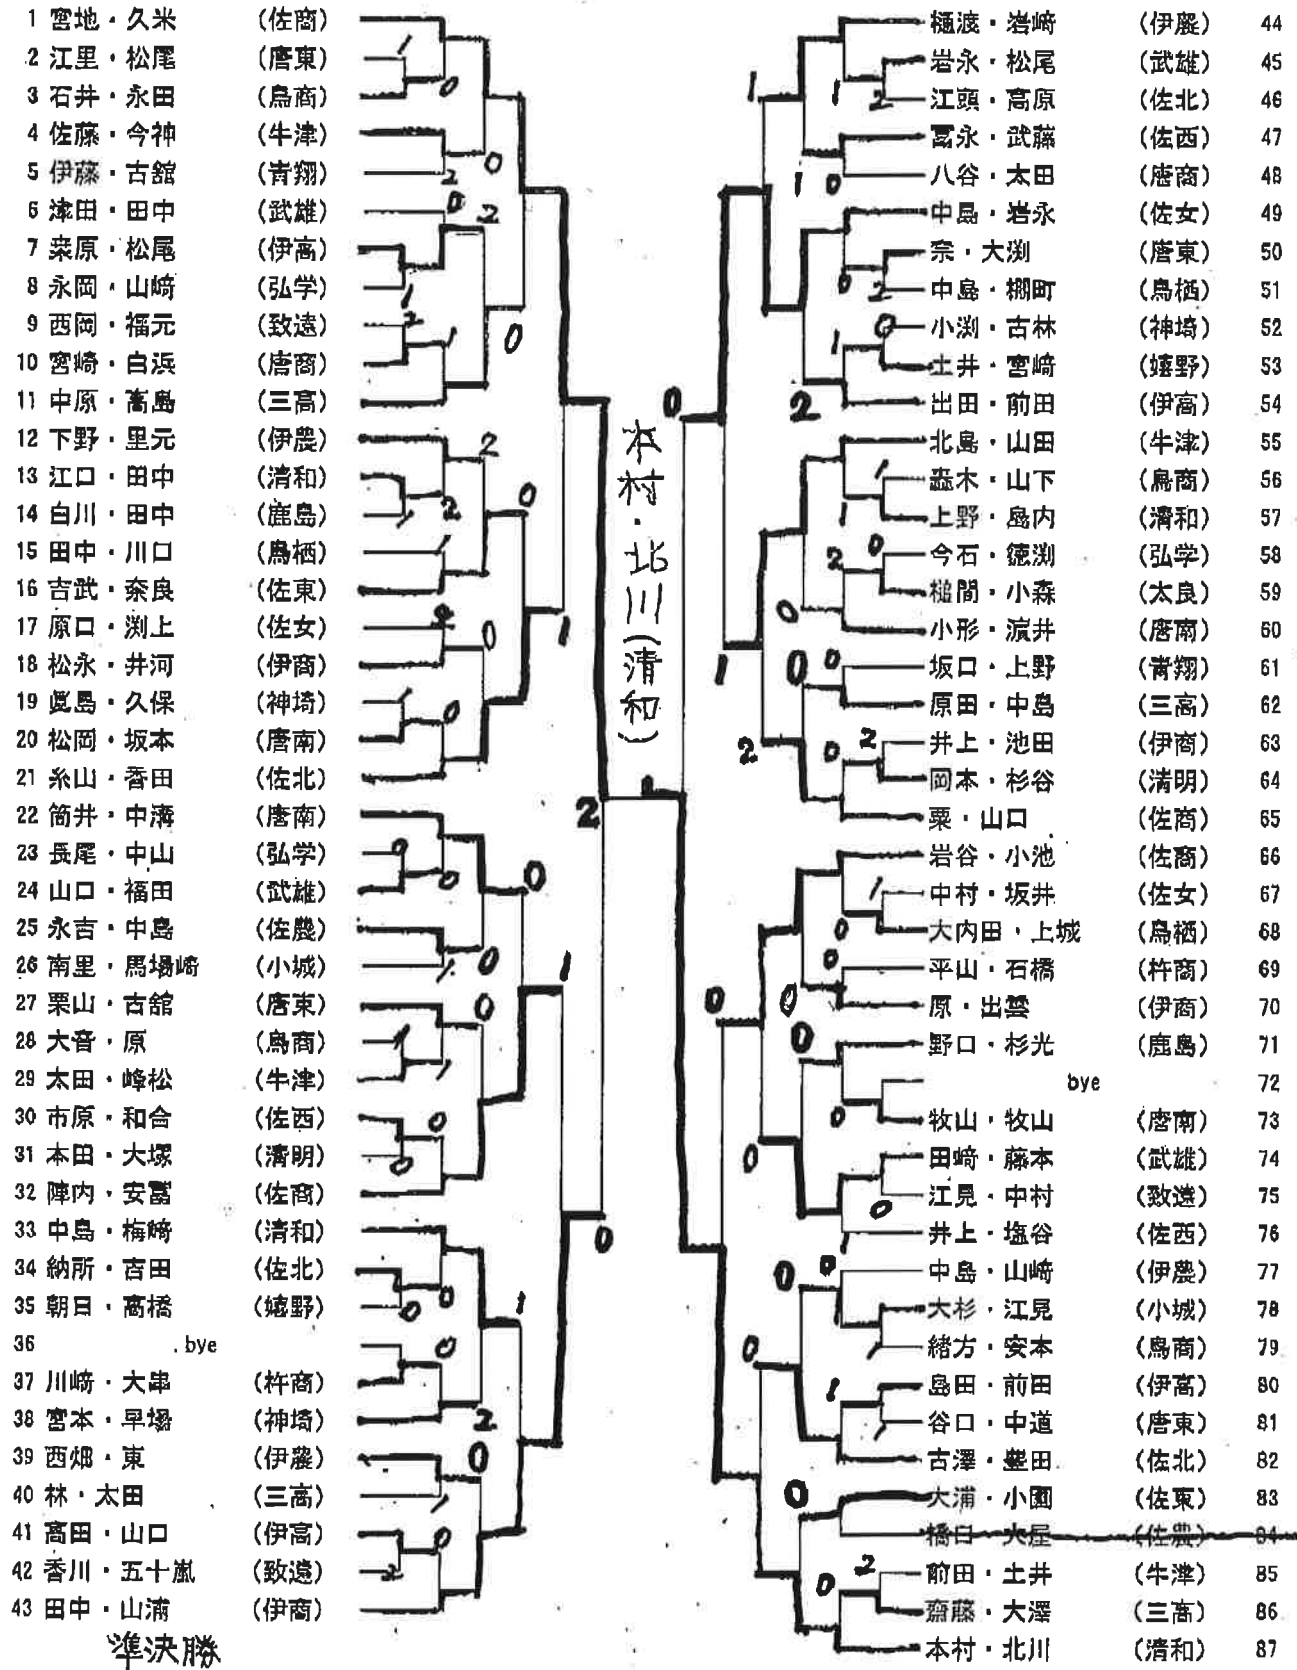 1 宮地・久米 (佐商)
2 江里・松尾 (唐東)
3 石井・永田 (鳥商)
4 佐藤・今神 (牛津)
5 伊藤・古舘 (青翔)
6 津田・田中 (武雄)
7 栾原・松尾 (伊高)
8 永岡・山﨑 (弘学)
9 西岡・福元 (致遠)
10 宮崎・白浜 (唐商)
11 中原・髙島 (三高)
12 下野・里元 (伊農)
13 江口・田中 (清和)
14 白川・田中 (鹿島)
15 田中・川口 (鳥栖)
16 吉武・奈良 (佐東)
17 原口・渕上 (佐女)
18 松永・井河 (伊商)
19 眞島・久保 (神埼)
20 松岡・坂本 (唐南)
21 糸山・香田 (佐北)
22 筒井・中溝 (唐南)
23 長尾・中山 (弘学)
24 山口・福田 (武雄)
25 永吉・中島 (佐農)
26 南里・馬場﨑 (小城)
27 栗山・古舘 (唐東)
28 大音・原 (鳥商)
29 太田・峰松 (牛津)
30 市原・和合 (佐西)
31 本田・大塚 (清明)
32 陣内・安冨 (佐商)
33 中島・梅﨑 (清和)
34 納所・吉田 (佐北)
35 朝日・髙橋 (嬉野)
36 bye
37 川﨑・大串 (杵商)
38 宮本・早場 (神埼)
39 西畑・東 (伊農)
40 林・太田 (三高)
41 髙田・山口 (伊高)
42 香川・五十嵐 (致遠)
43 田中・山浦 (伊商)
準決勝
本村・北川(清和)
樋渡・岩﨑 (伊農) 44
岩永・松尾 (武雄) 45
江頭・高原 (佐北) 46
冨永・武藤 (佐西) 47
八谷・太田 (唐商) 48
中島・岩永 (佐女) 49
宗・大渕 (唐東) 50
中島・棚町 (鳥栖) 51
小渕・古林 (神埼) 52
土井・宮﨑 (嬉野) 53
出田・前田 (伊高) 54
北島・山田 (牛津) 55
森木・山下 (鳥商) 56
上野・島内 (清和) 57
今石・徳渕 (弘学) 58
槌間・小森 (太良) 59
小形・濵井 (唐南) 60
坂口・上野 (青翔) 61
原田・中島 (三高) 62
井上・池田 (伊商) 63
岡本・杉谷 (清明) 64
粟・山口 (佐商) 65
岩谷・小池 (佐商) 66
中村・坂井 (佐女) 67
大内田・上城 (鳥栖) 68
平山・石橋 (杵商) 69
原・出雲 (伊商) 70
野口・杉光 (鹿島) 71
bye 72
牧山・牧山 (唐南) 73
田﨑・藤本 (武雄) 74
江見・中村 (致遠) 75
井上・塩谷 (佐西) 76
中島・山﨑 (伊農) 77
大杉・江見 (小城) 78
緒方・安本 (鳥商) 79
島田・前田 (伊高) 80
谷口・中道 (唐東) 81
古澤・豊田 (佐北) 82
大浦・小園 (佐東) 83
橋口・大屋 (佐農) 84
前田・土井 (牛津) 85
齋藤・大澤 (三高) 86
本村・北川 (清和) 87